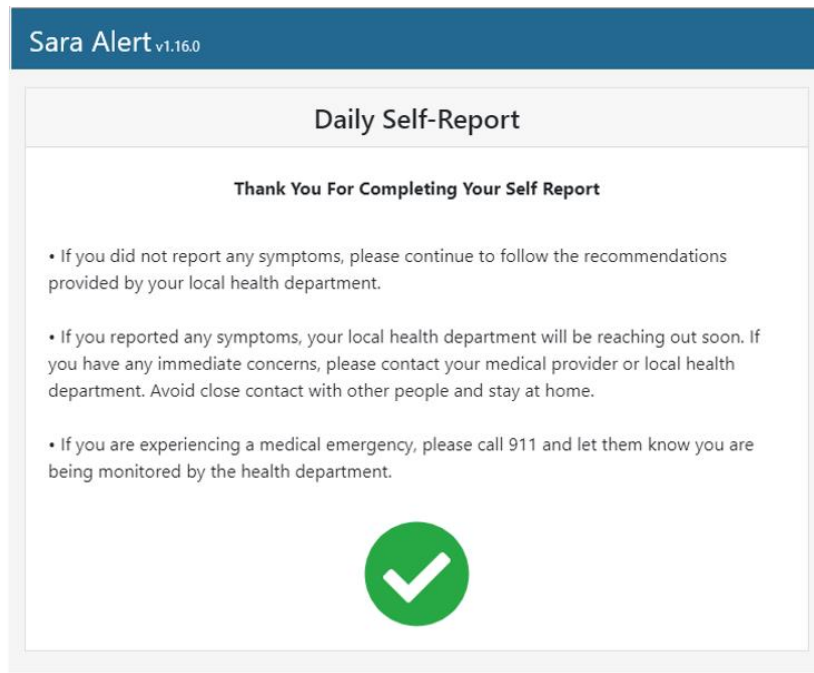 Sara Alert v1.16.0
Daily Self-Report
Thank You For Completing Your Self Report
• If you did not report any symptoms, please continue to follow the recommendations
provided by your local health department.
• If you reported any symptoms, your local health department will be reaching out soon. If
you have any immediate concerns, please contact your medical provider or local health
department. Avoid close contact with other people and stay at home.
• If you are experiencing a medical emergency, please call 911 and let them know you are
being monitored by the health department.